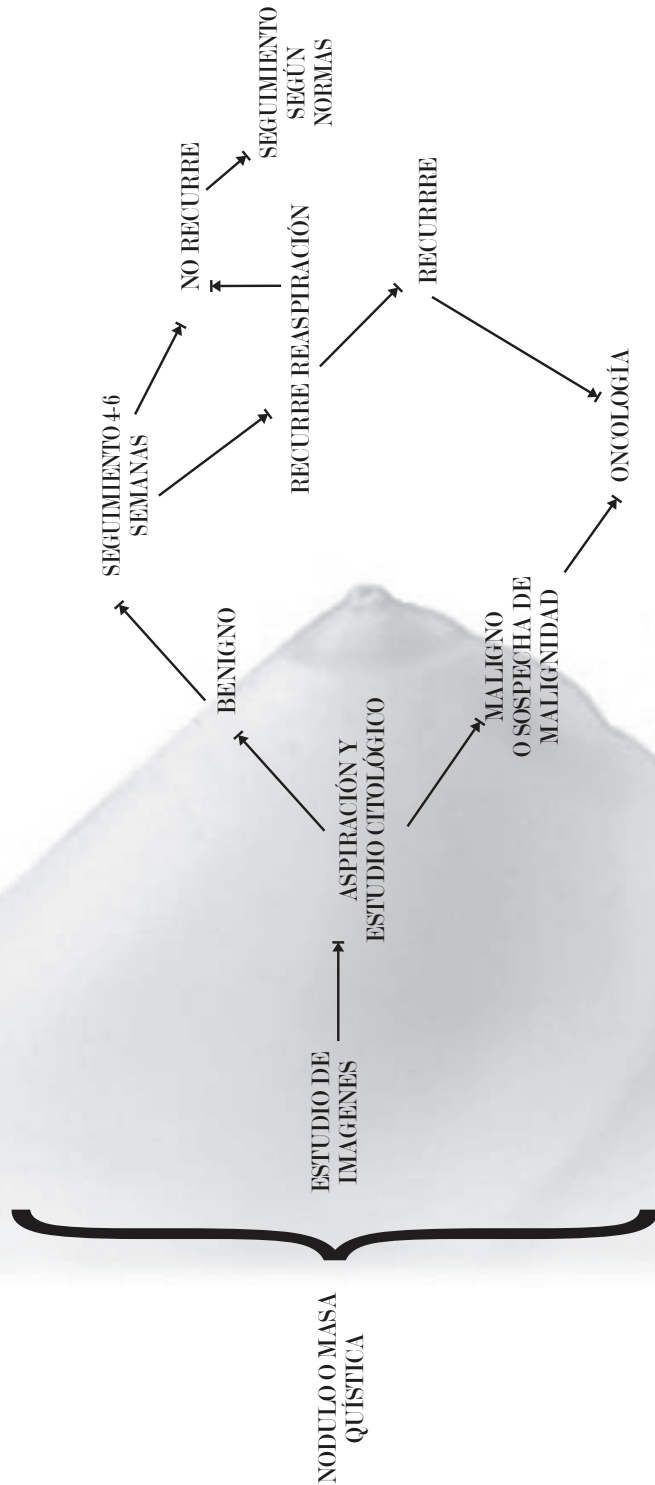 NODULO O MASA
QUÍSTICA
ESTUDIO DE
IMAGENES
ASPIRACIÓN Y
ESTUDIO CITOLÓGICO
BENIGNO
MALIGNO
O SOSPECHA DE
MALIGNIDAD
SEGUIMIENTO 4-6
SEMANAS
RECURRE REASPIRACIÓN
NO RECURRE
RECURRRE
ONCOLOGÍA
SEGUIMIENTO
SEGÚN
NORMAS